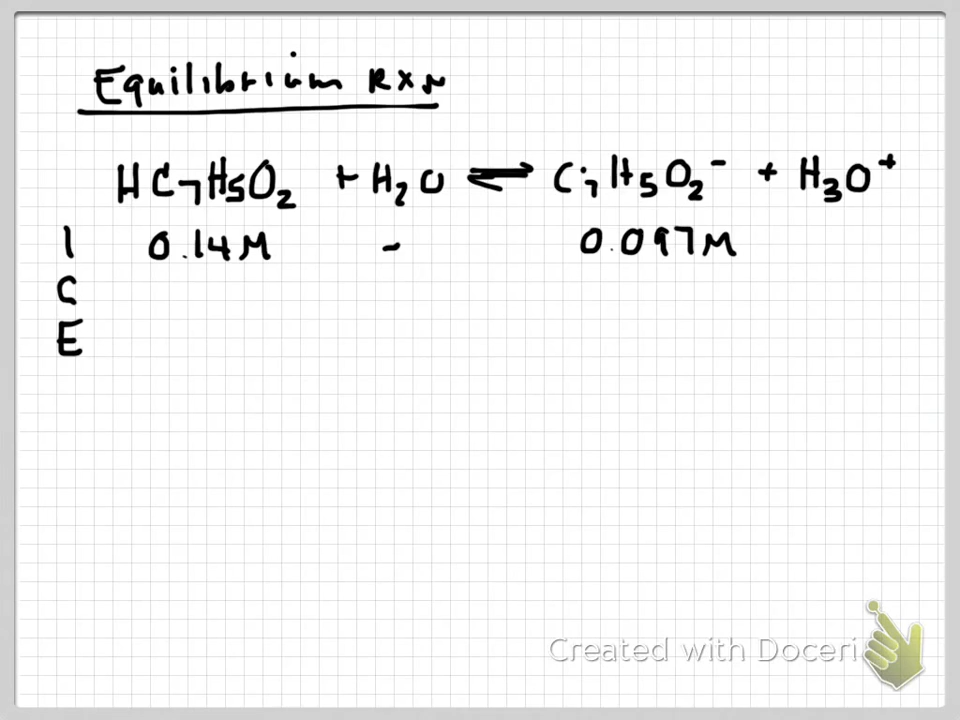 Equilibrium Rxn
HC₇H₅O₂ + H₂O ⇌ C₇H₅O₂⁻ + H₃O⁺
I 0.14M - 0.097M
C
E
Created with Doceri